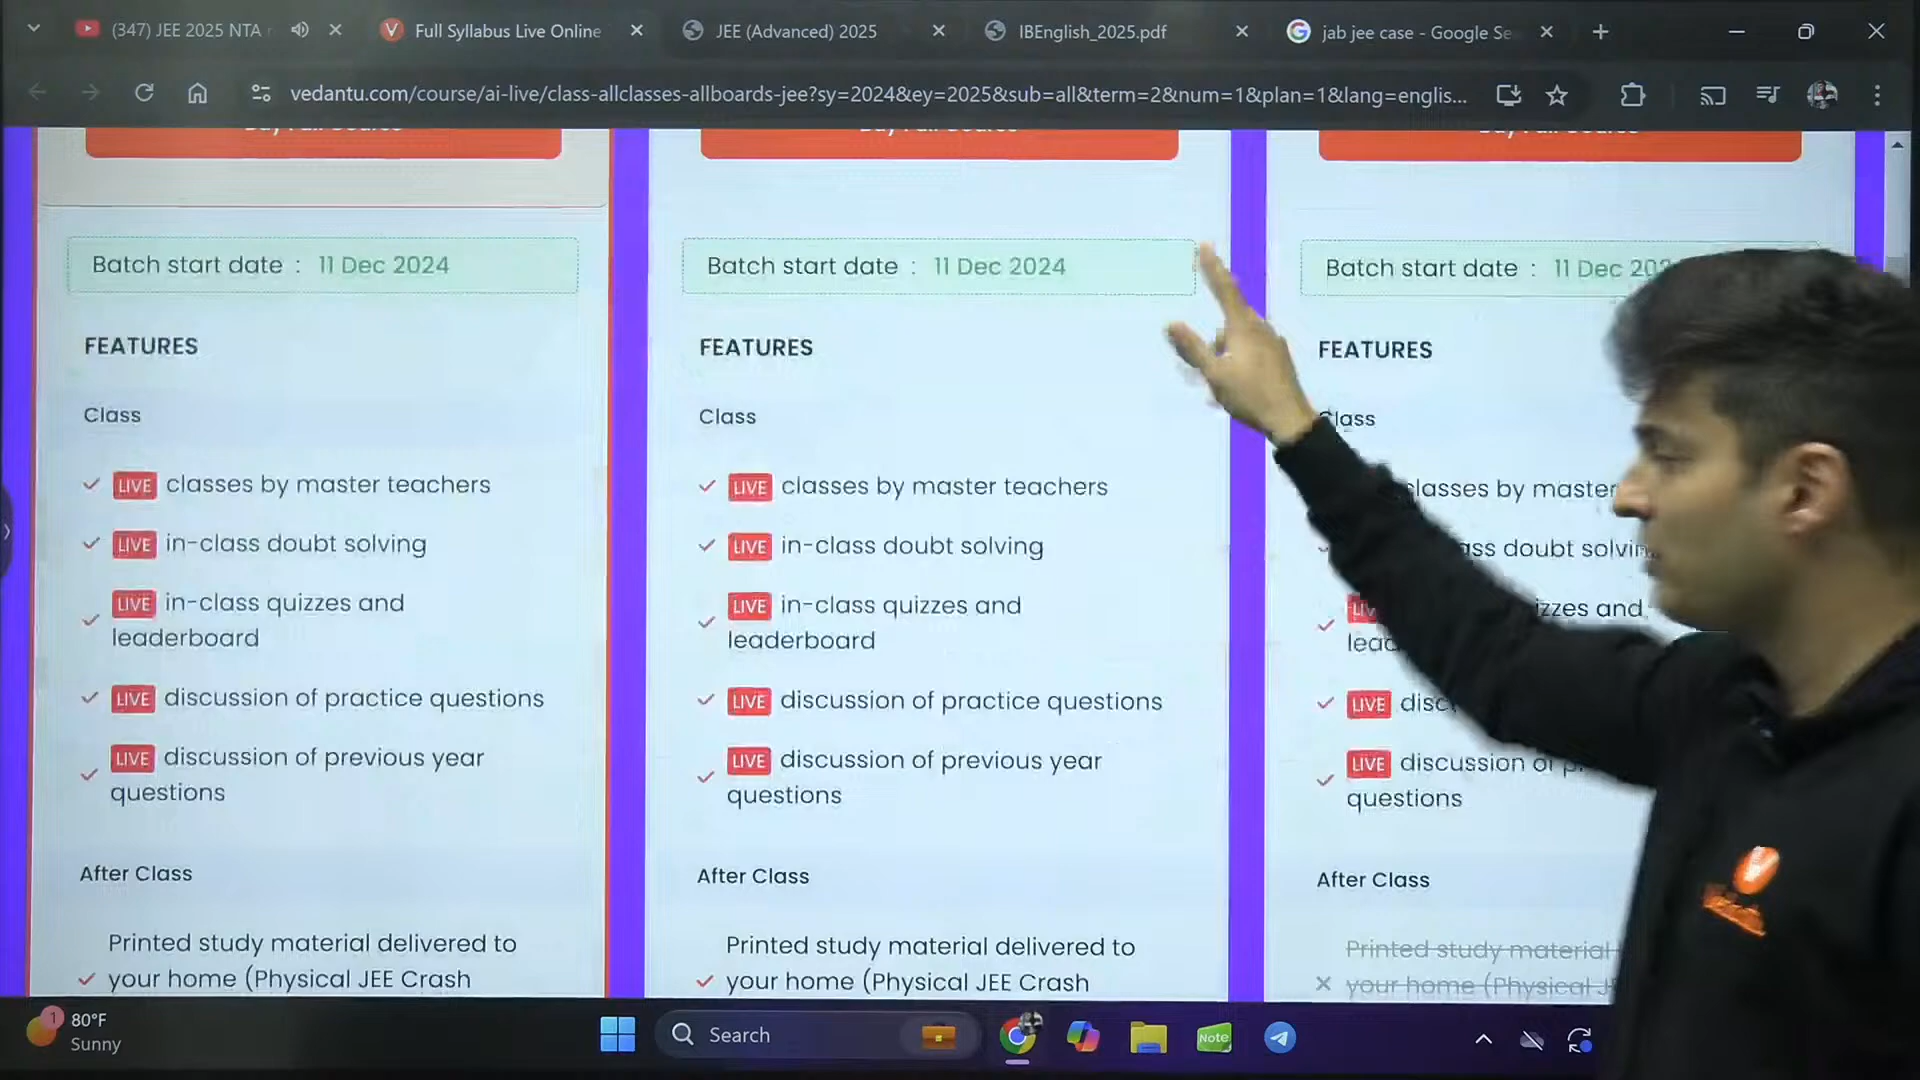 (347) JEE 2025 NTA
Full Syllabus Live Online
JEE (Advanced) 2025
IBEnglish_2025.pdf
jab jee case - Google Se
vedantu.com/course/ai-live/class-allclasses-allboards-jee?sy=2024&ey=2025&sub=all&term=2&num=1&plan=1&lang=englis...
Batch start date : 11 Dec 2024
FEATURES
Class
LIVE classes by master teachers
LIVE in-class doubt solving
LIVE in-class quizzes and
leaderboard
LIVE discussion of practice questions
LIVE discussion of previous year
questions
After Class
Printed study material delivered to
your home (Physical JEE Crash
Batch start date : 11 Dec 2024
FEATURES
Class
LIVE classes by master teachers
LIVE in-class doubt solving
LIVE in-class quizzes and
leaderboard
LIVE discussion of practice questions
LIVE discussion of previous year
questions
After Class
Printed study material delivered to
your home (Physical JEE Crash
Batch start date : 11 Dec
FEATURES
Class
classes by master
doubt solving
and
LIVE
LIVE discussion of
questions
After Class
Printed study material
your home (Physical
1
80°F
Sunny
Search
Note